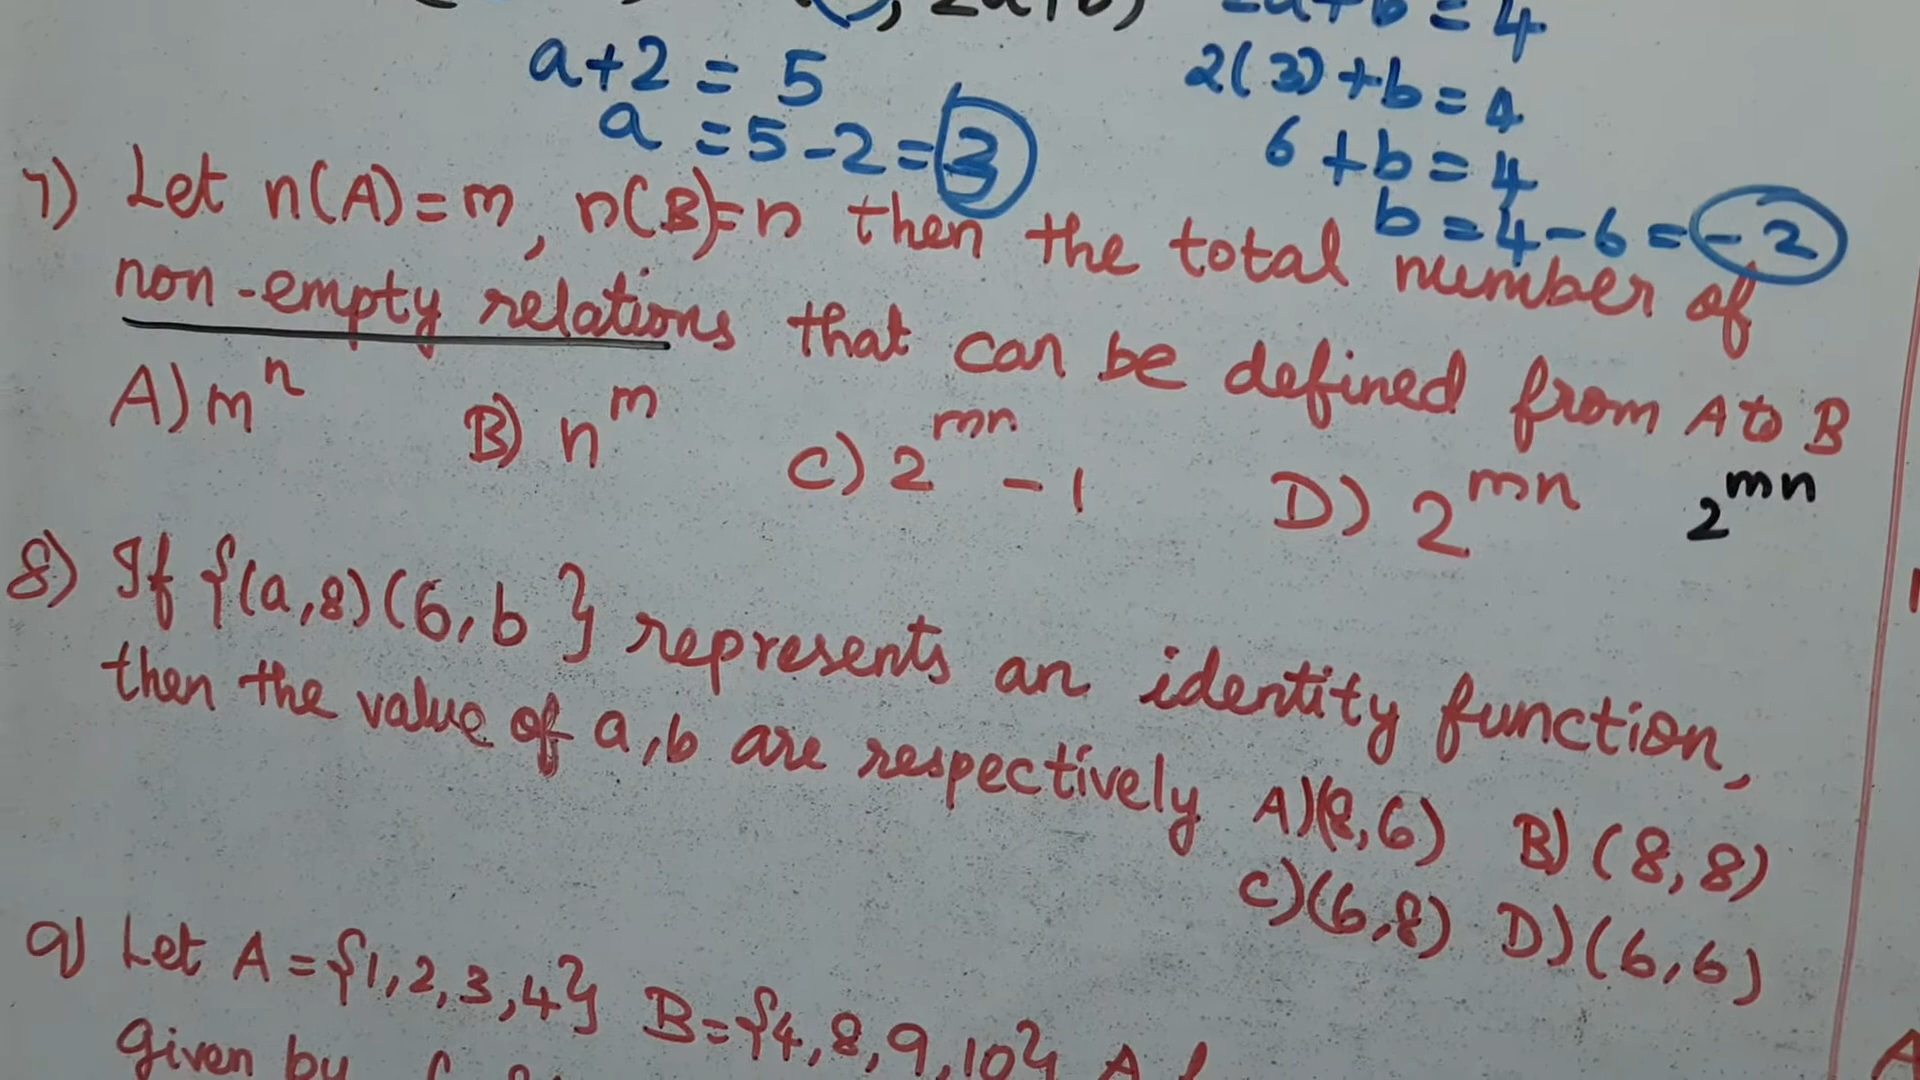 2a+b = 4
a+2 = 5
2(3)+b = 4
a = 5-2 = 3
6+b = 4
b = 4-6 = -2
7) Let n(A)=m, n(B)=n then the total number of
non-empty relations that can be defined from A to B
A) m^n B) n^m C) 2^mn - 1 D) 2^mn 2^mn
8) If {(a,8)(6,b } represents an identity function,
then the value of a,b are respectively A)(8,6) B) (8,8)
C)(6,8) D)(6,6)
9) Let A={1,2,3,4} B={4,8,9,10}
given by